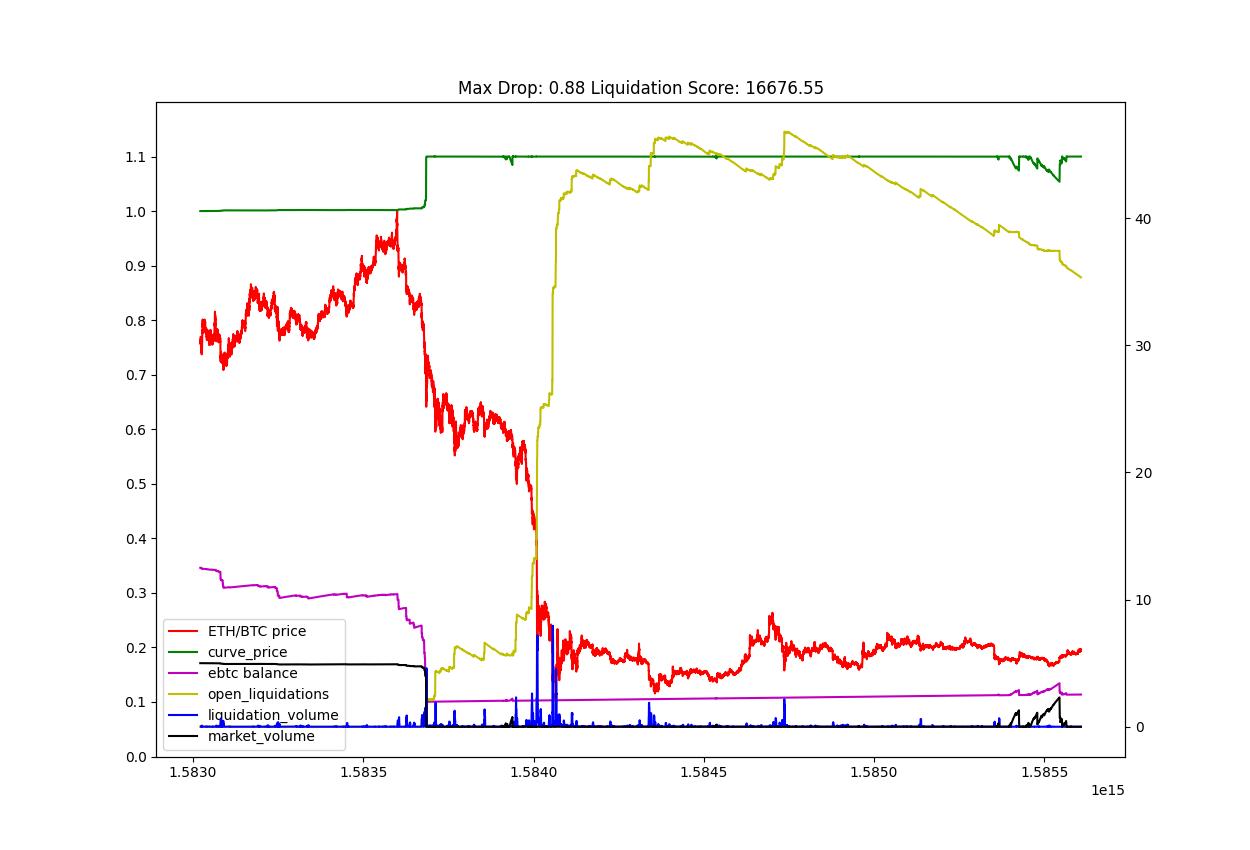 Max Drop: 0.88 Liquidation Score: 16676.55
1.1
1.0
0.9
0.8
0.7
0.6
0.5
0.4
0.3
0.2
0.1
0.0
40
30
20
10
0
ETH/BTC price
curve_price
ebtc balance
open_liquidations
liquidation_volume
market_volume
1.5830 1.5835 1.5840 1.5845 1.5850 1.5855
1e15